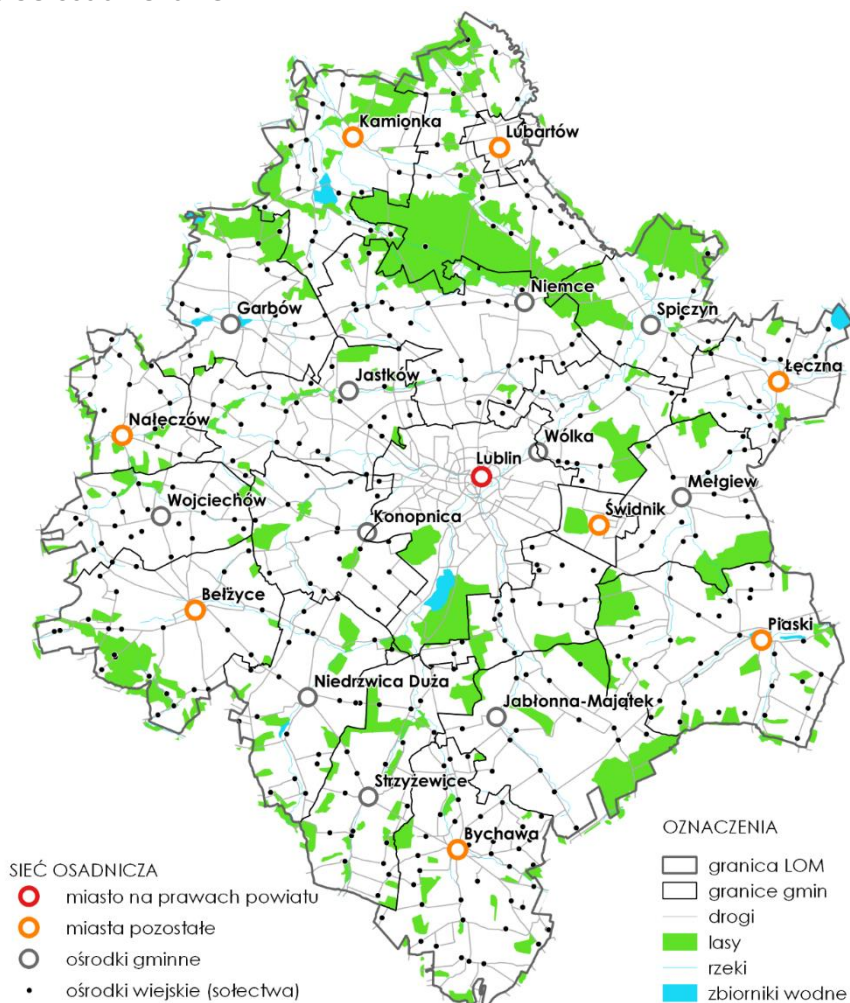 Kamionka
Lubartów
Niemce
Garbów
Spiczyn
Łęczna
Jastków
Nałęczów
Wólka
Lublin
Mełgiew
Wojciechów
Świdnik
Konopnica
Bełżyce
Piaski
Niedrzwica Duża
Jabłonna-Majątek
Strzyżewice
Bychawa
SIEĆ OSADNICZA
miasto na prawach powiatu
miasta pozostałe
ośrodki gminne
ośrodki wiejskie (sołectwa)
OZNACZENIA
granica LOM
granice gmin
drogi
lasy
rzeki
zbiorniki wodne